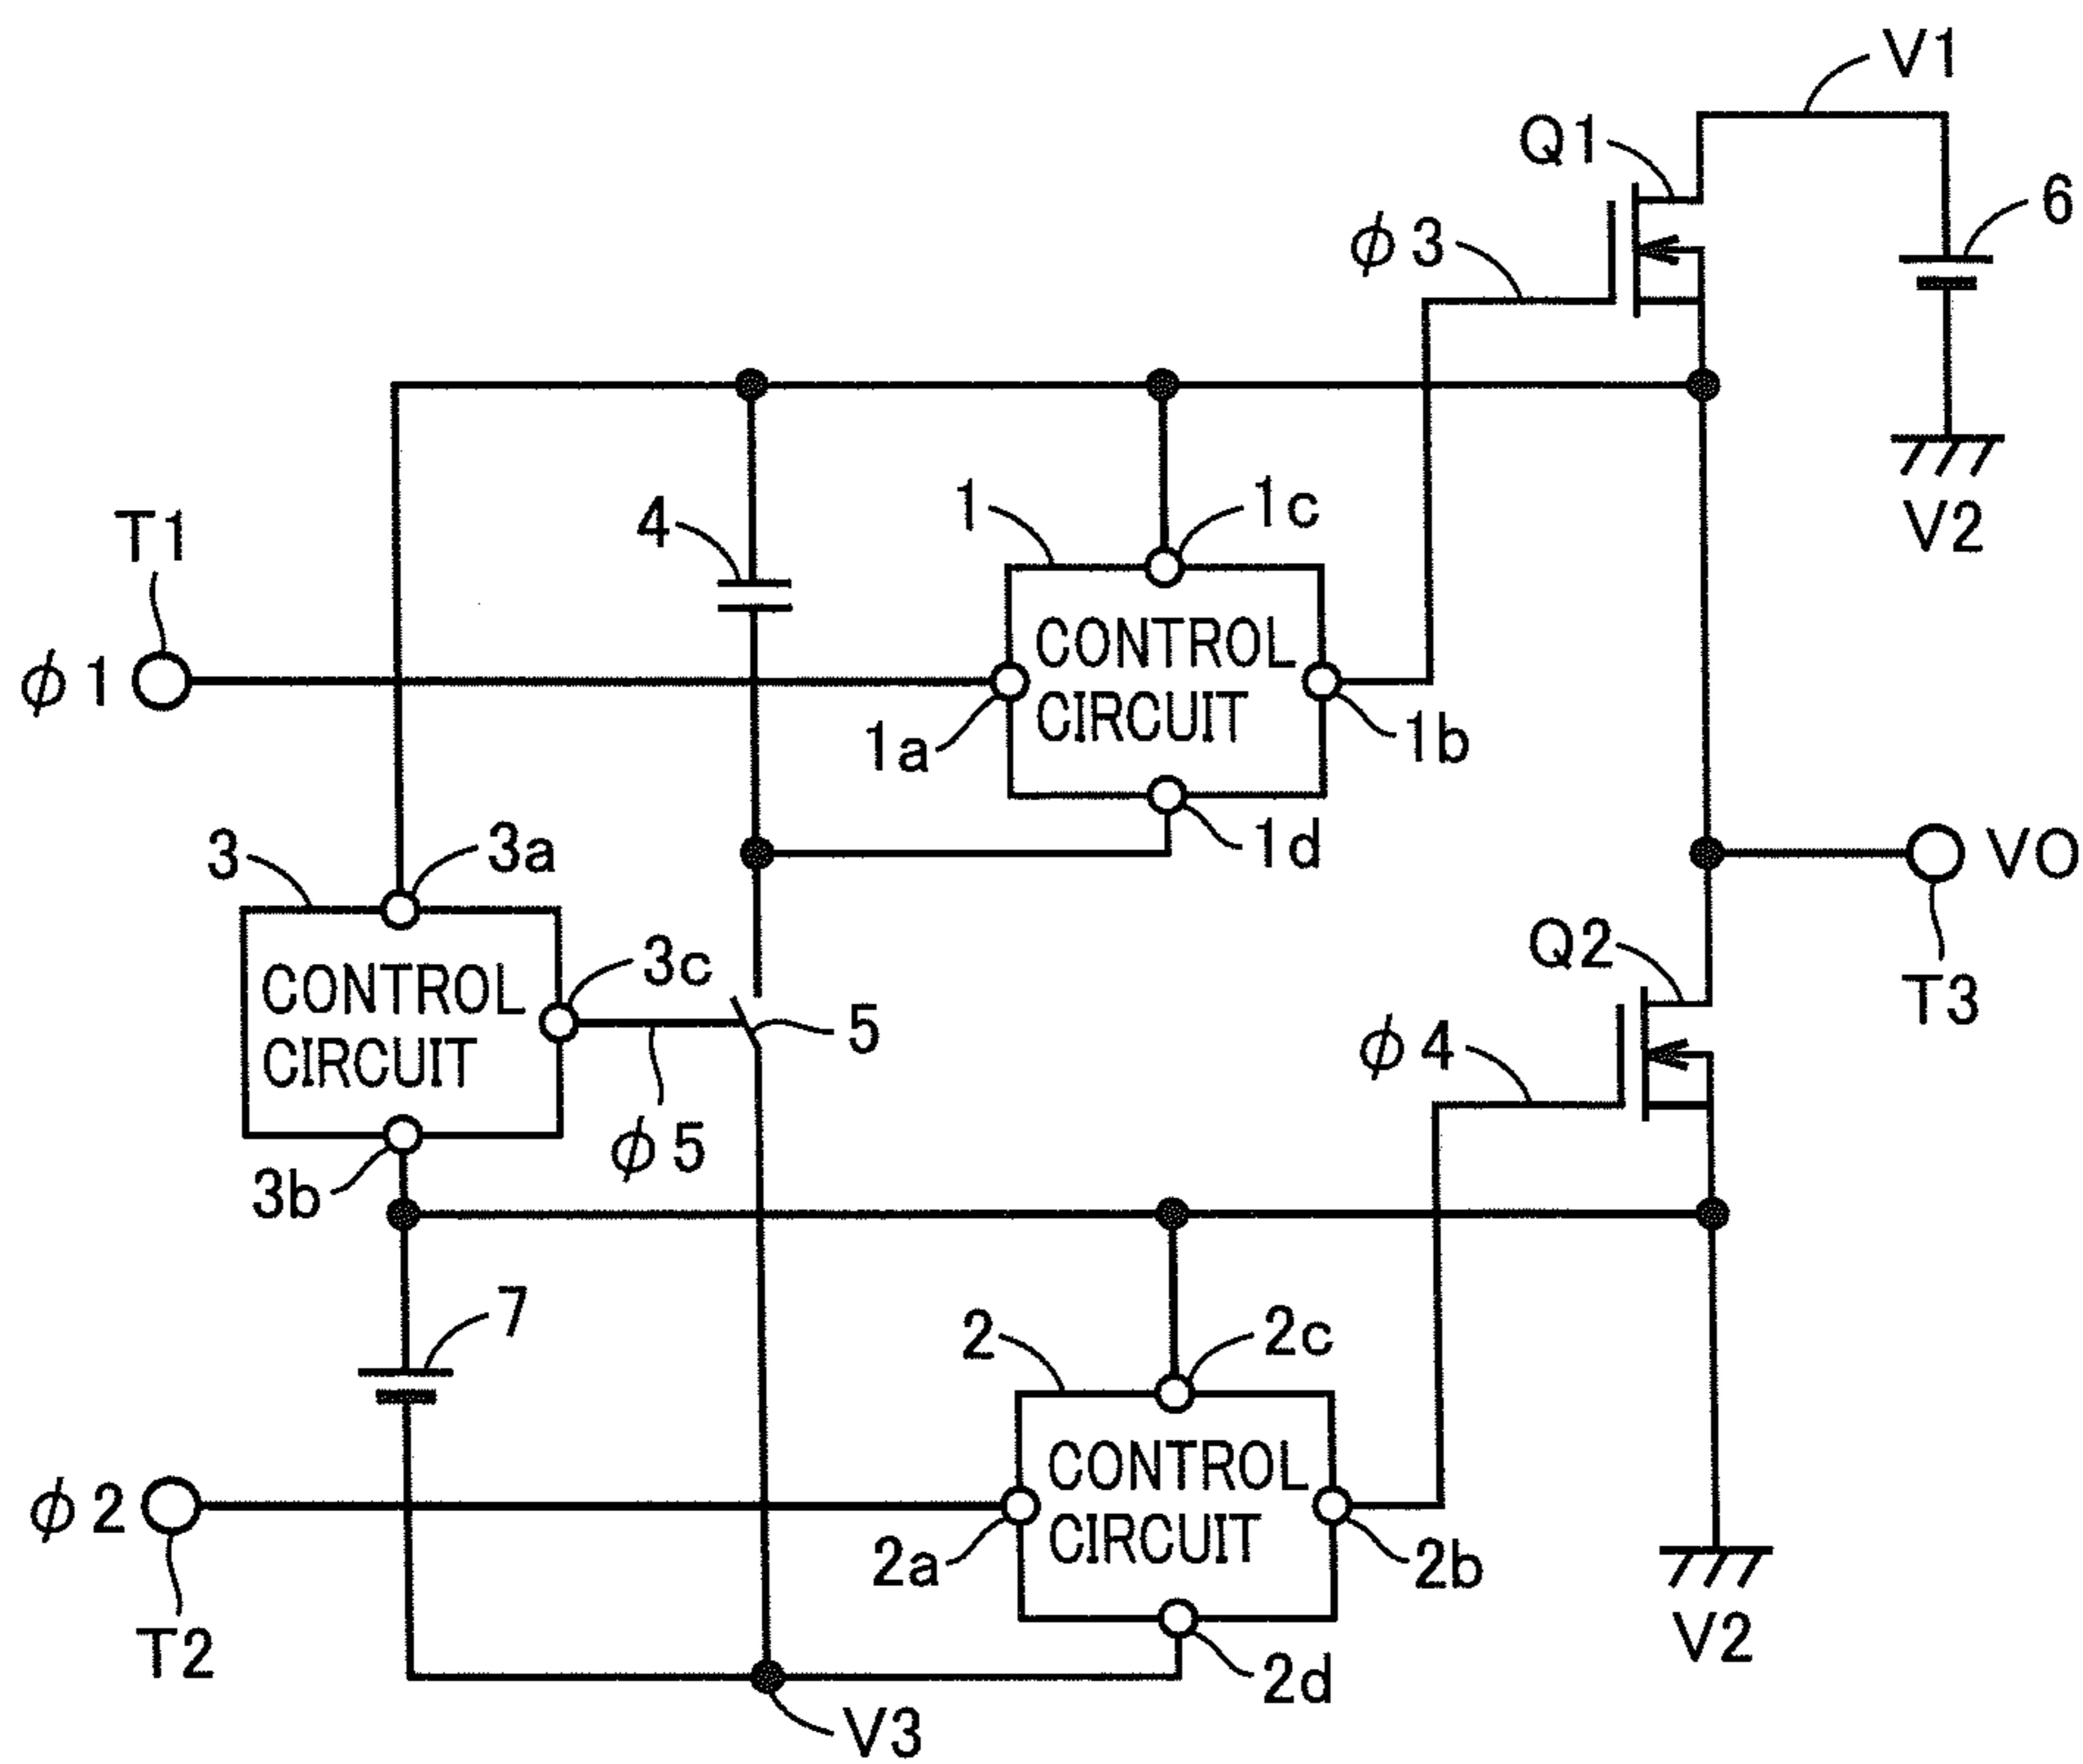 V1
Q1
6
ϕ3
V2
T1
4
1
1c
ϕ1
CONTROL
CIRCUIT
1a
1b
3
3a
1d
VO
CONTROL
CIRCUIT
3c
5
Q2
T3
ϕ4
3b
ϕ5
7
2
2c
ϕ2
CONTROL
CIRCUIT
2a
2b
T2
2d
V2
V3